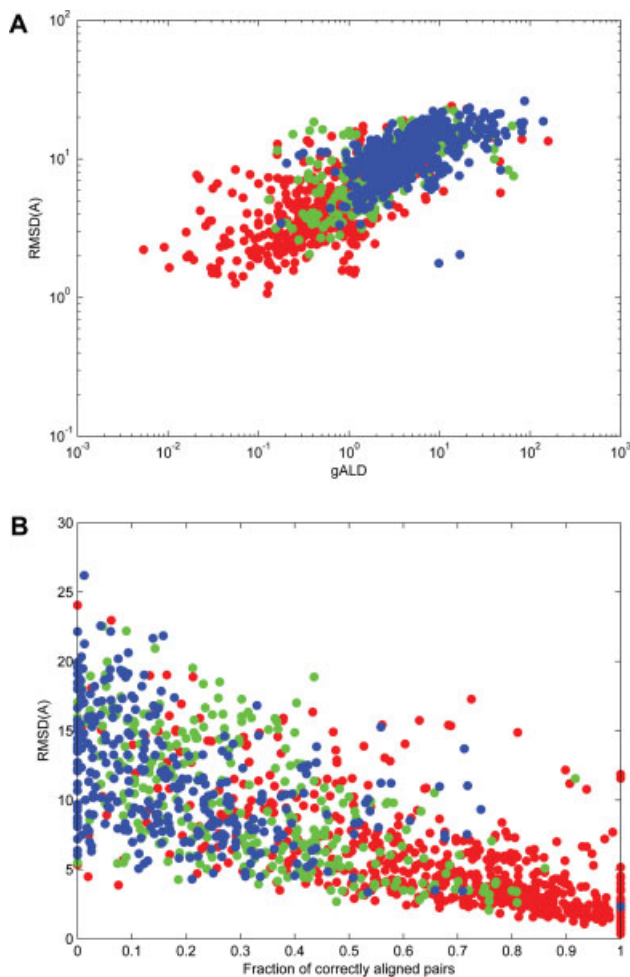 A
10^2
10^1
10^0
10^-1
RMSD(A)
10^-3 10^-2 10^-1 10^0 10^1 10^2 10^3
gALD
B
30
25
20
15
10
5
0
RMSD(A)
0 0.1 0.2 0.3 0.4 0.5 0.6 0.7 0.8 0.9 1
Fraction of correctly aligned pairs